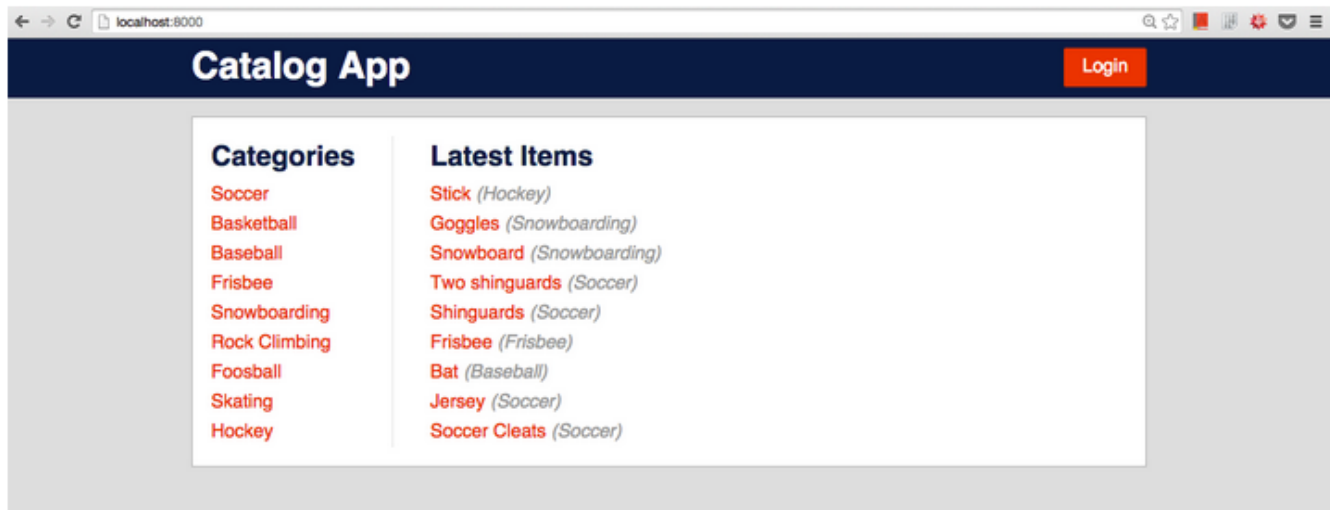 localhost:8000
Catalog App
Login
Categories
Soccer
Basketball
Baseball
Frisbee
Snowboarding
Rock Climbing
Foosball
Skating
Hockey
Latest Items
Stick (Hockey)
Goggles (Snowboarding)
Snowboard (Snowboarding)
Two shinguards (Soccer)
Shinguards (Soccer)
Frisbee (Frisbee)
Bat (Baseball)
Jersey (Soccer)
Soccer Cleats (Soccer)